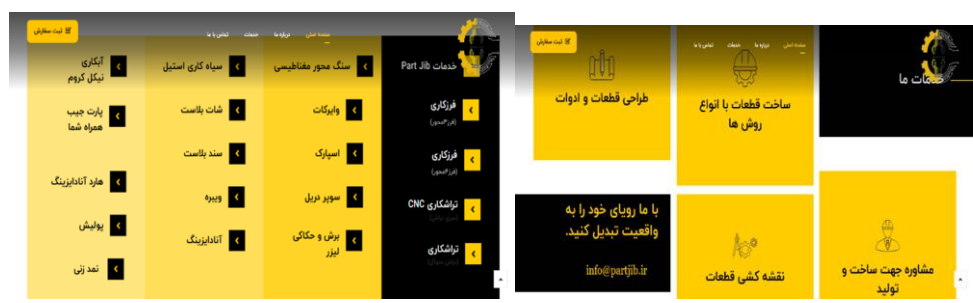 ثبت سفارش
صفحه اصلی درباره ما خدمات تماس با ما
خدمات Part Jib
فرزکاری
(فرز۳محور)
فرزکاری
تراشکاری CNC
(سری تراش)
تراشکاری
سنگ محور مغناطیسی
وایرکات
اسپارک
سوپر دریل
برش و حکاکی
لیزر
سیاه کاری استیل
شات بلاست
سند بلاست
ویبره
آنادایزینگ
آبکاری
نیکل کروم
پارت جیب
همراه شما
هارد آنادایزینگ
پولیش
نمد زنی
ثبت سفارش
صفحه اصلی درباره ما خدمات تماس با ما
خدمات ما
ساخت قطعات با انواع
روش ها
طراحی قطعات و ادوات
مشاوره جهت ساخت و
تولید
نقشه کشی قطعات
با ما رویای خود را به
واقعیت تبدیل کنید.
info@partjib.ir